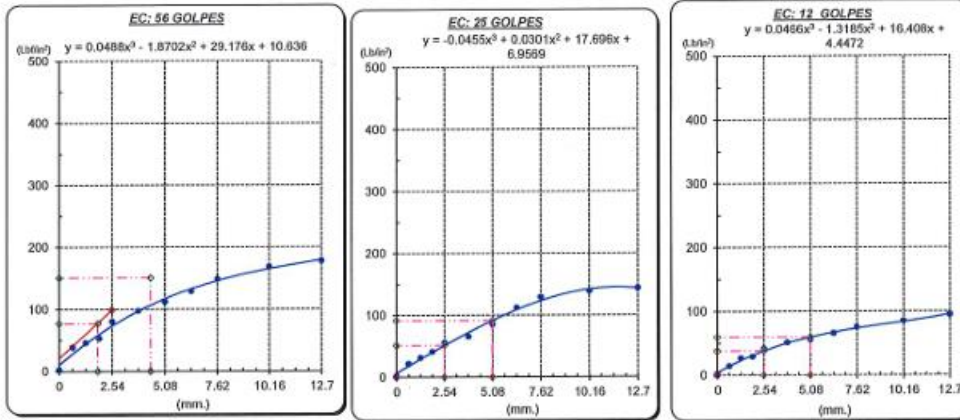 EC: 56 GOLPES
(Lb/in²) y = 0.0488x³ - 1.8702x² + 29.176x + 10.636
500
400
300
200
100
0
0 2.54 5.08 7.62 10.16 12.7
(mm.)
EC: 25 GOLPES
y = -0.0455x³ + 0.0301x² + 17.696x +
(Lb/in²) 6.9569
500
400
300
200
100
0
0 2.54 5.08 7.62 10.16 12.7
(mm.)
EC: 12 GOLPES
y = 0.0466x³ - 1.3185x² + 16.408x +
(Lb/in²) 4.4472
500
400
300
200
100
0
0 2.54 5.08 7.62 10.16 12.7
(mm.)